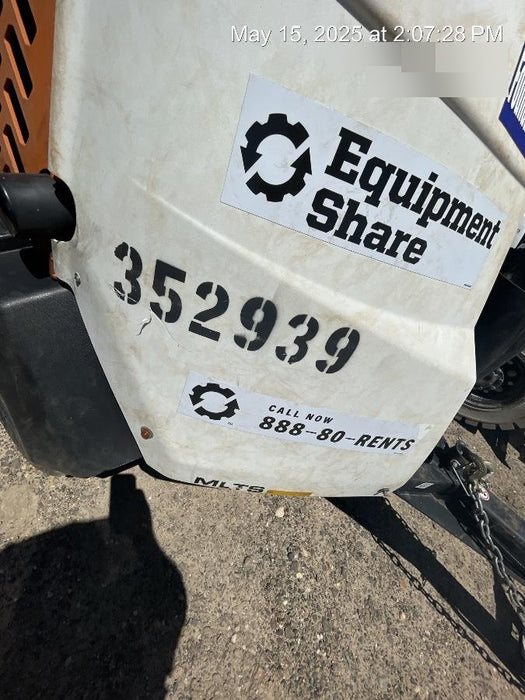 May 15, 2025 at 2:07:28 PM
Equipment
Share
352939
CALL NOW
888-80-RENTS
MLTS